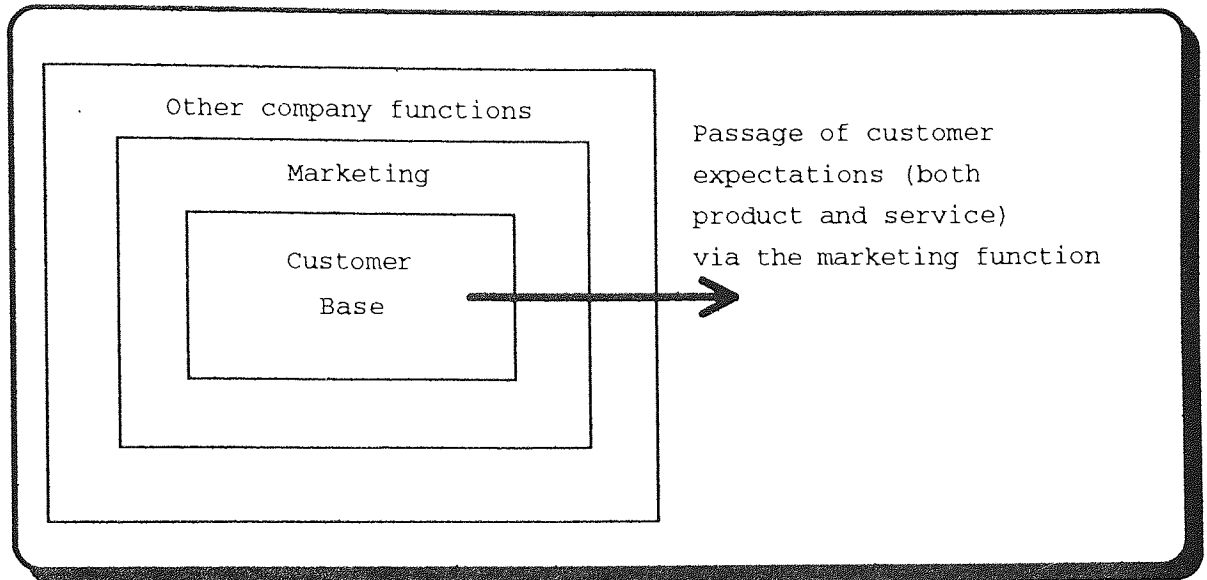 Other company functions
Marketing
Customer
Base
Passage of customer
expectations (both
product and service)
via the marketing function